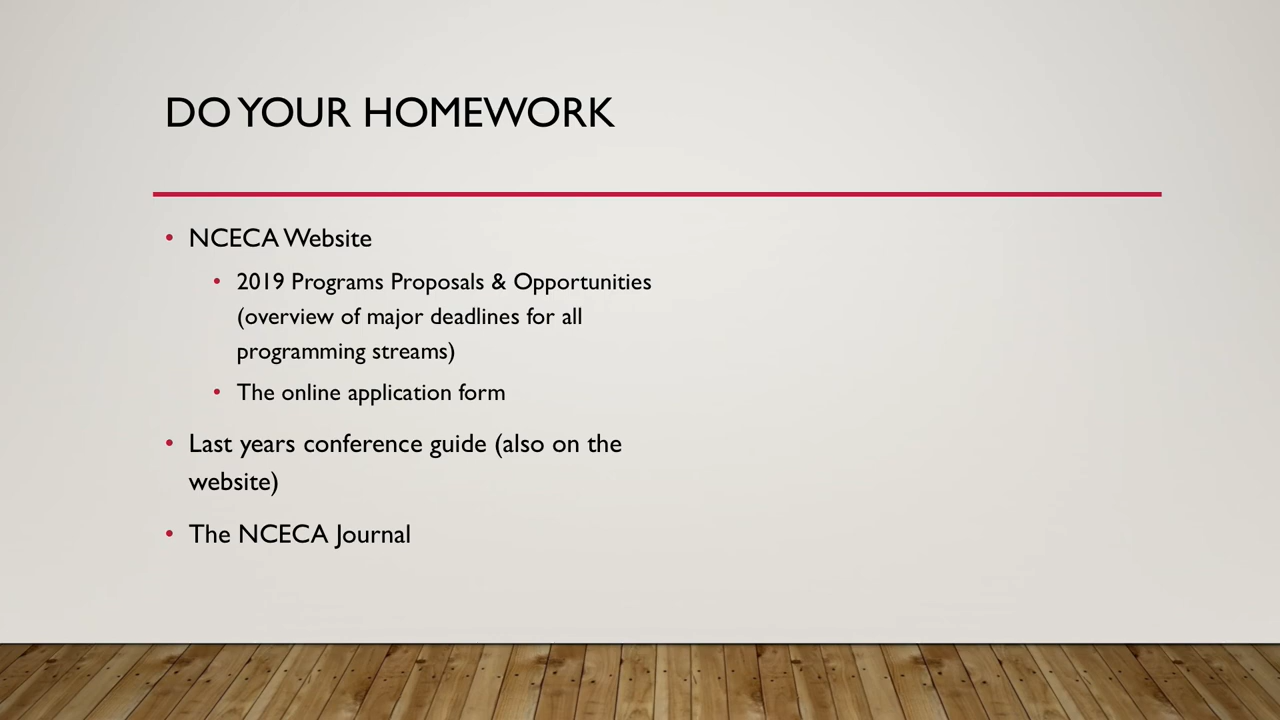 DO YOUR HOMEWORK
• NCECA Website
• 2019 Programs Proposals & Opportunities
(overview of major deadlines for all
programming streams)
• The online application form
• Last years conference guide (also on the
website)
• The NCECA Journal